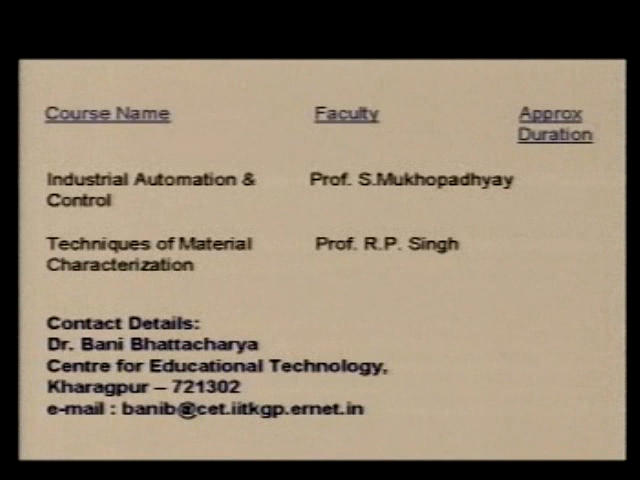 Course Name Faculty Approx
Duration
Industrial Automation & Prof. S.Mukhopadhyay
Control
Techniques of Material Prof. R.P. Singh
Characterization
Contact Details:
Dr. Bani Bhattacharya
Centre for Educational Technology,
Kharagpur – 721302
e-mail : banib@cet.iitkgp.ernet.in